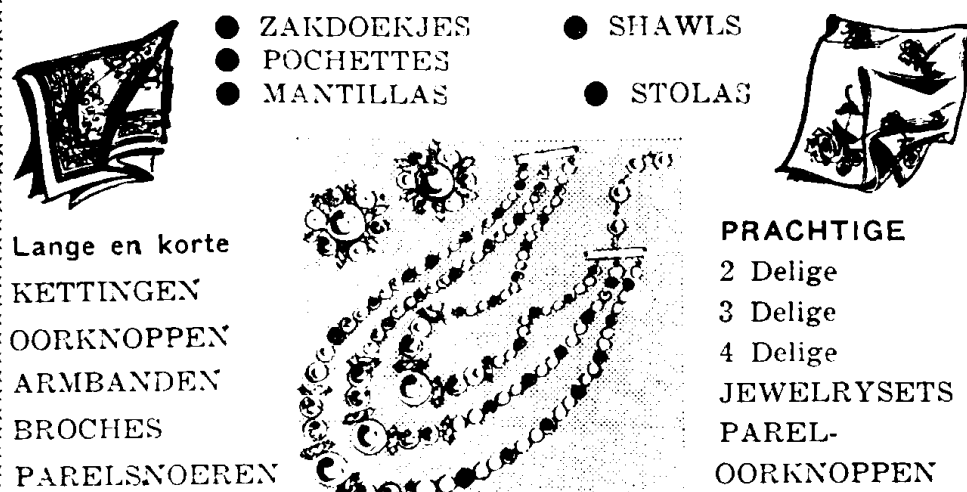 ● ZAKDOEKJES ● SHAWLS
● POCHETTES
● MANTILLAS ● STOLAS
Lange en korte
KETTINGEN
OORKNOPPEN
ARMBANDEN
BROCHES
PARELSNOEREN
PRACHTIGE
2 Delige
3 Delige
4 Delige
JEWELRYSETS
PAREL-
OORKNOPPEN